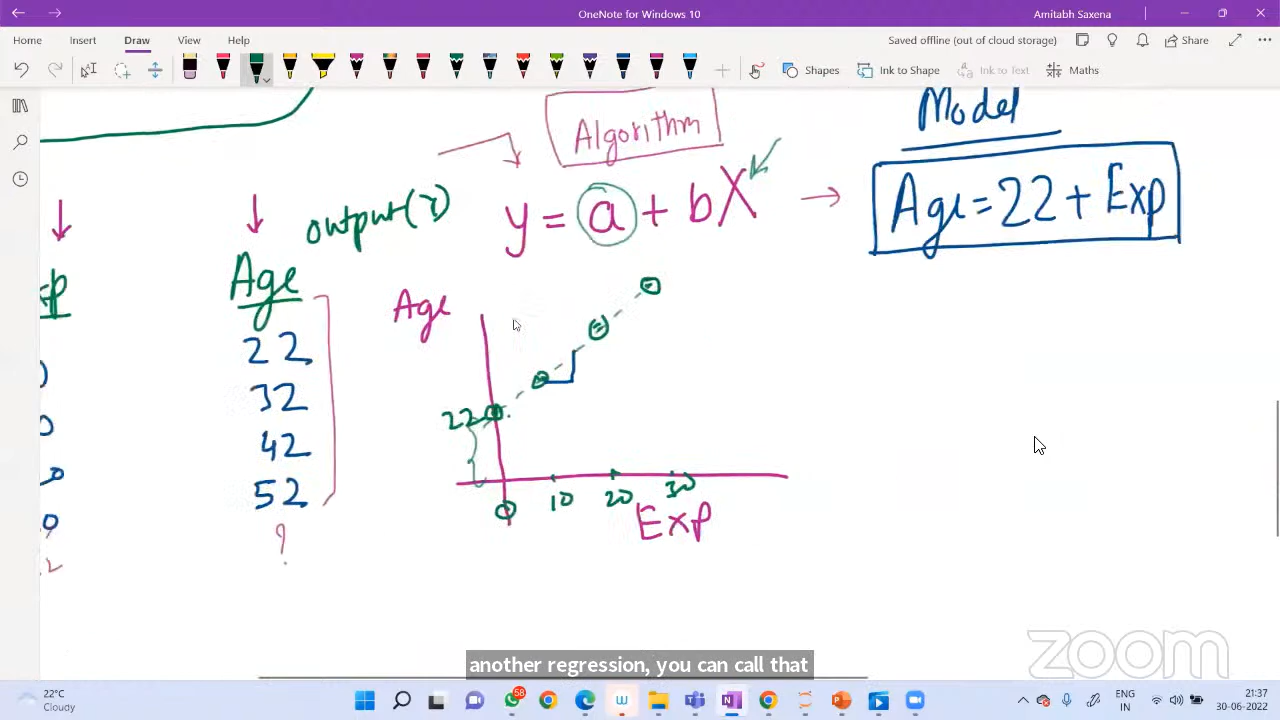 OneNote for Windows 10
Amitabh Saxena
Home Insert Draw View Help
Saved offline (out of cloud storage)
Share
Shapes
Ink to Shape
Ink to Text
Maths
Model
Algorithm
y = a + bX
Age = 22 + Exp
output(Y)
Age
22
32
42
52
?
Age
22
0 10 20 30
Exp
another regression, you can call that
zoom
22°C
Cloudy
58
ENG
IN
21:37
30-06-2022